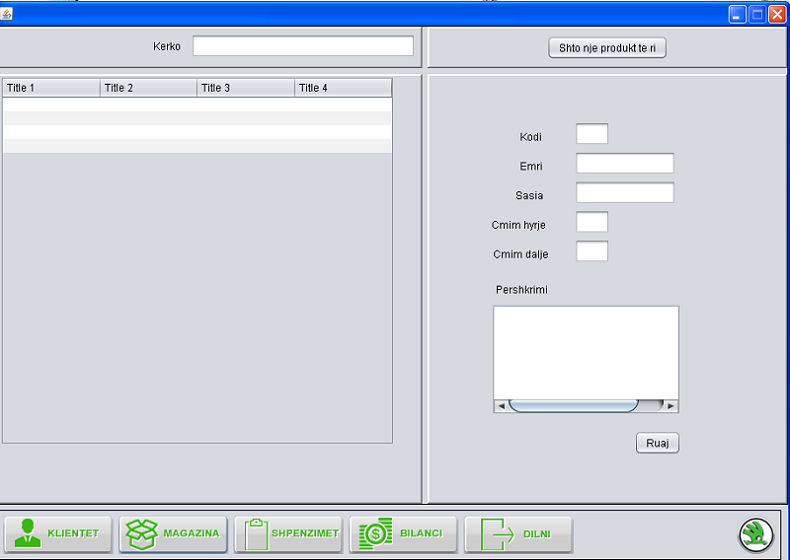 Kerko
Shto nje produkt te ri
Title 1 Title 2 Title 3 Title 4
Kodi
Emri
Sasia
Cmim hyrje
Cmim dalje
Pershkrimi
Ruaj
KLIENTET MAGAZINA SHPENZIMET BILANCI DILNI